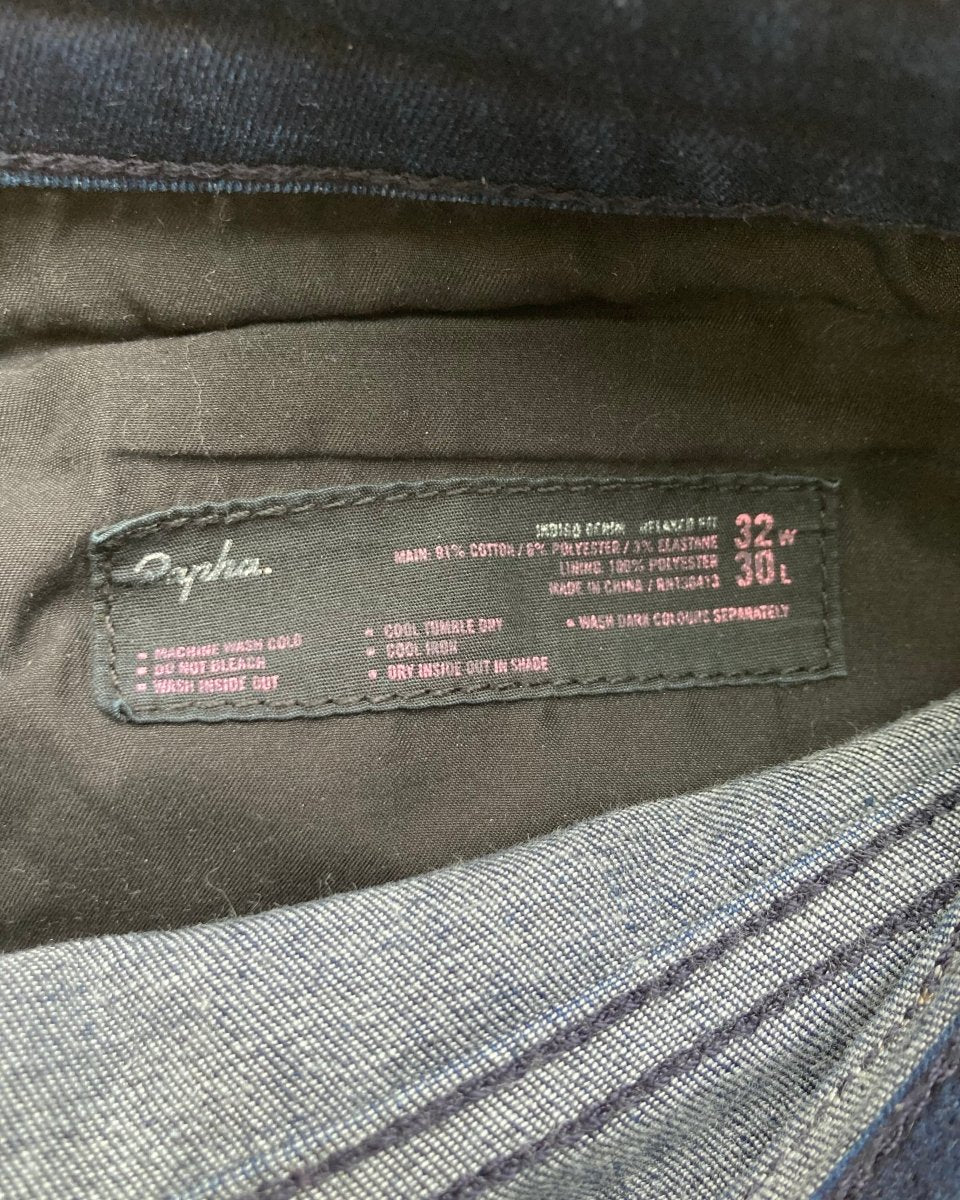 Rapha.
INDIGO DENIM RELAXED FIT
MAIN: 91% COTTON / 6% POLYESTER / 3% ELASTANE
LINING 100% POLYESTER
MADE IN CHINA /
32 W
30 L
- MACHINE WASH COLD
- DO NOT BLEACH
- WASH INSIDE OUT
- COOL TUMBLE DRY
- COOL IRON
- DRY INSIDE OUT IN SHADE
- WASH DARK COLOURS SEPARATELY